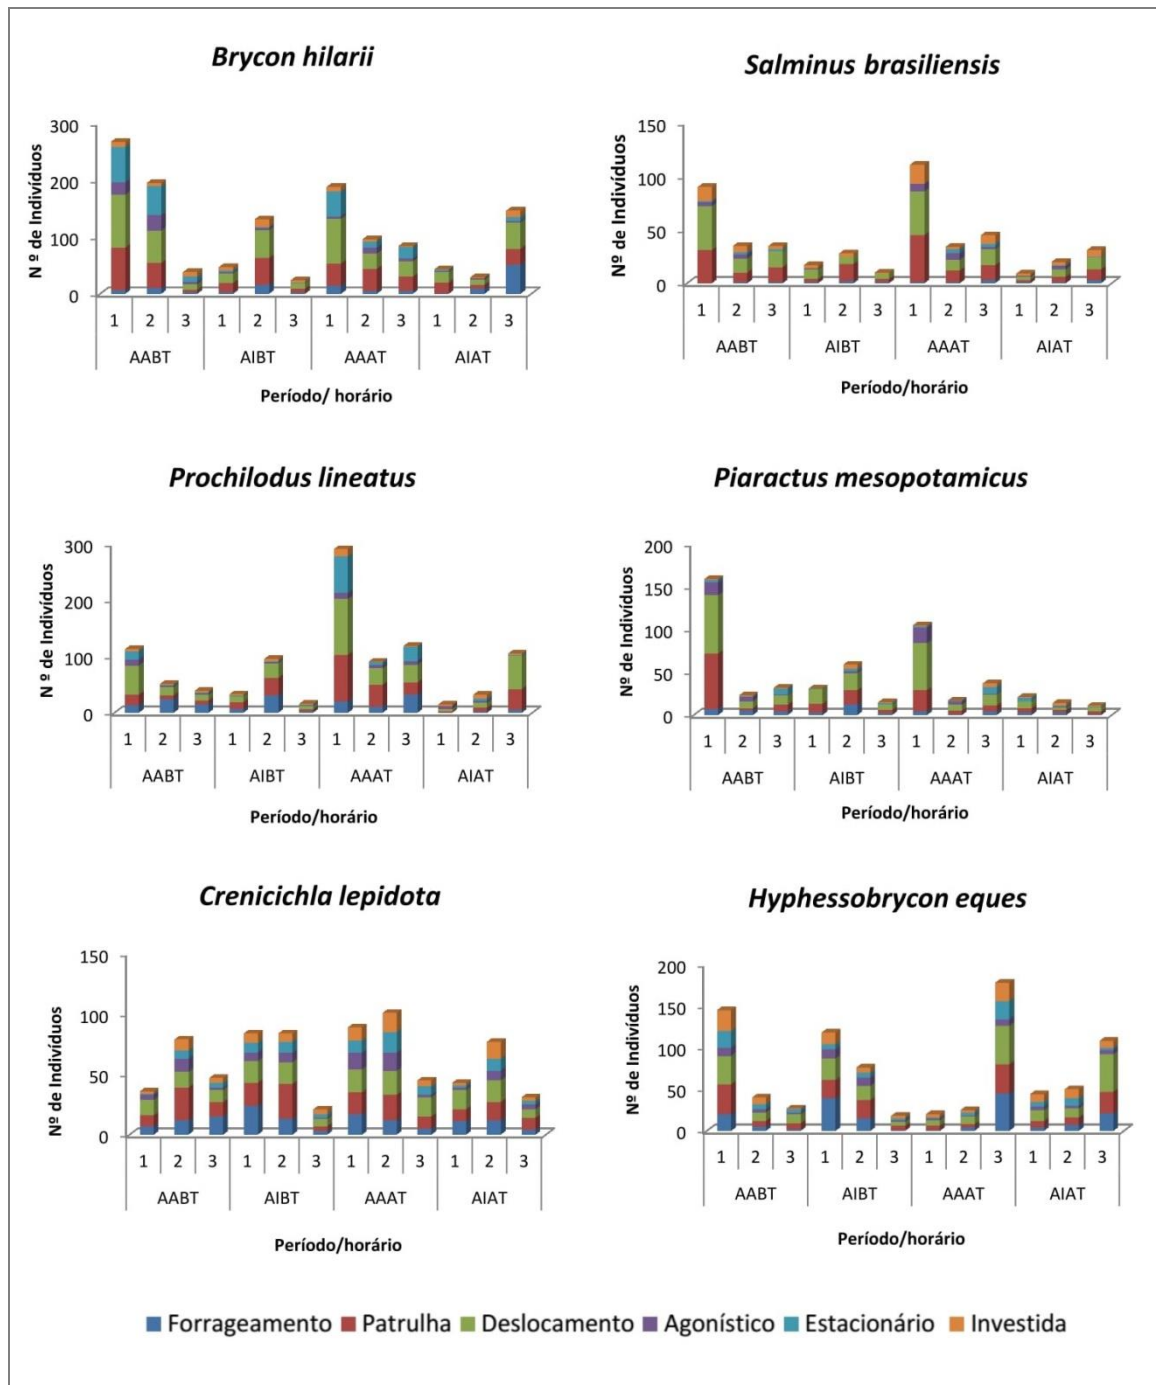 Brycon hilarii
Nº de Indivíduos
300
200
100
0
1 2 3 1 2 3 1 2 3 1 2 3
AABT AIBT AAAT AIAT
Período/ horário
Salminus brasiliensis
Nº de Indivíduos
150
100
50
0
1 2 3 1 2 3 1 2 3 1 2 3
AABT AIBT AAAT AIAT
Período/horário
Prochilodus lineatus
Nº de Indivíduos
300
200
100
0
1 2 3 1 2 3 1 2 3 1 2 3
AABT AIBT AAAT AIAT
Período/horário
Piaractus mesopotamicus
Nº de Indivíduos
200
150
100
50
0
1 2 3 1 2 3 1 2 3 1 2 3
AABT AIBT AAAT AIAT
Período/horário
Crenicichla lepidota
Nº de Indivíduos
150
100
50
0
1 2 3 1 2 3 1 2 3 1 2 3
AABT AIBT AAAT AIAT
Período/horário
Hyphessobrycon eques
Nº de Indivíduos
200
150
100
50
0
1 2 3 1 2 3 1 2 3 1 2 3
AABT AIBT AAAT AIAT
Período/horário
Forrageamento Patrulha Deslocamento Agonístico Estacionário Investida